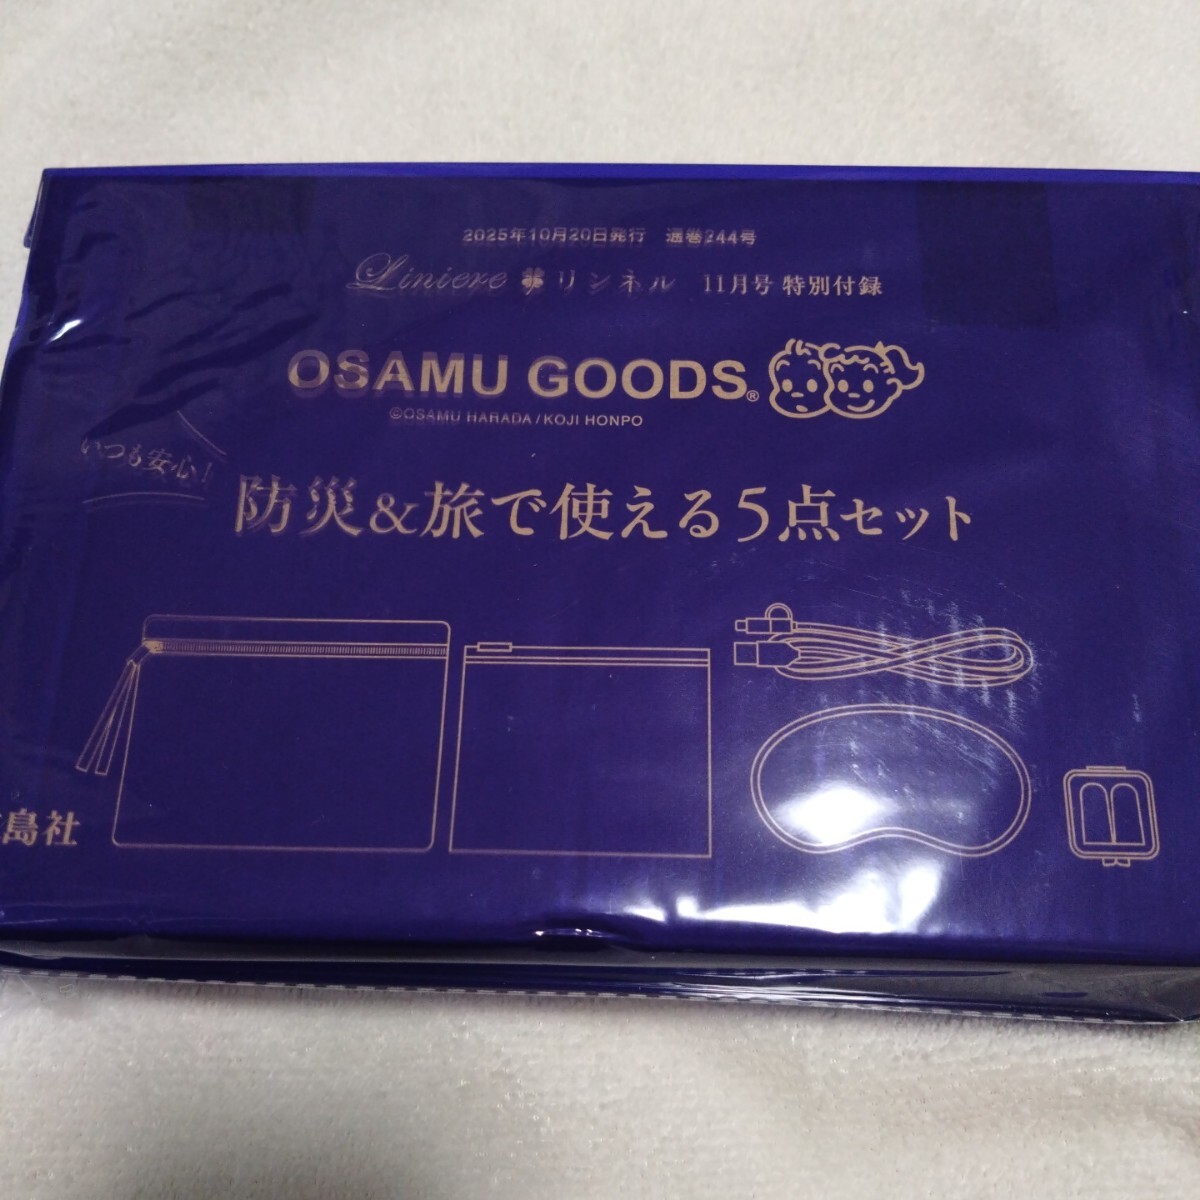 2025年10月20日発行　通巻244号
Liniere リンネル 11月号 特別付録
OSAMU GOODS®
©OSAMU HARADA / KOJI HONPO
いつも安心!
防災&旅で使える5点セット
島社